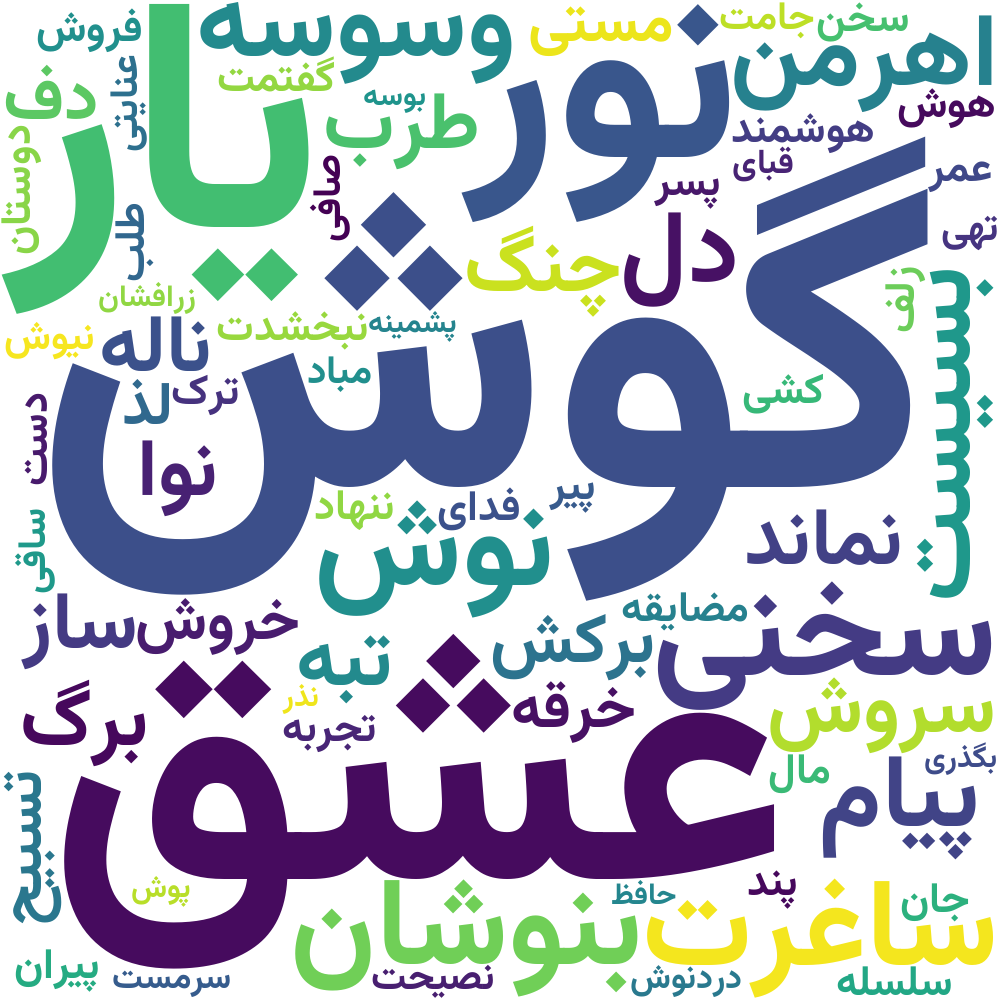 فروش
وسوسه
مستی
جامت
سخن
نور
یار
اهرمن
عنایتی
گفتمت
دف
بوسه
طرب
هوش
هوشمند
دوستان
صافی
پسر
قبای
عمر
طلب
گوش
چنگ
دل
تهی
زرافشان
زلف
نیوش
ناله
نبخشدت
پشمینه
بسیست
لذ
ترک
مباد
کشی
دست
نوا
ننهاد
فدای
پیر
ساقی
نوش
نماند
ساز
خروش
تبه
برکش
مضایقه
سخنی
نذر
برگ
تجربه
خرقه
سروش
عشق
مال
بگذری
تسبیح
پیام
پوش
بنوشان
حافظ
پند
ساغرت
جان
پیران
سرمست
نصیحت
دردنوش
سلسله